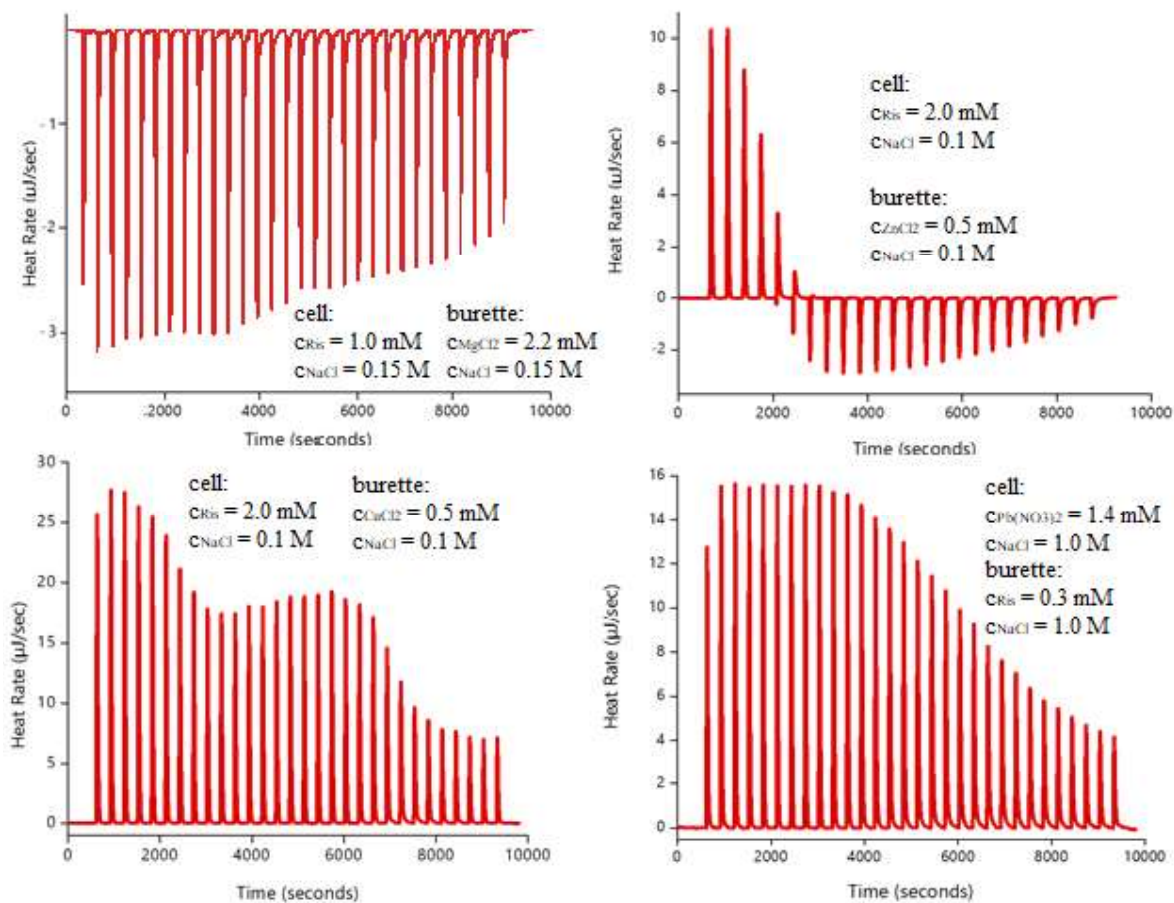 Heat Rate (µJ/sec)
-1
-2
-3
cell:
cRis = 1.0 mM
cNaCl = 0.15 M
burette:
cMgCl2 = 2.2 mM
cNaCl = 0.15 M
0 2000 4000 6000 8000 10000
Time (seconds)
Heat Rate (µJ/sec)
10
8
6
4
2
0
-2
cell:
cRis = 2.0 mM
cNaCl = 0.1 M
burette:
cZnCl2 = 0.5 mM
cNaCl = 0.1 M
0 2000 4000 6000 8000 10000
Time (seconds)
Heat Rate (µJ/sec)
30
25
20
15
10
5
0
cell:
cRis = 2.0 mM
cNaCl = 0.1 M
burette:
cCuCl2 = 0.5 mM
cNaCl = 0.1 M
0 2000 4000 6000 8000 10000
Time (seconds)
Heat Rate (µJ/sec)
16
14
12
10
8
6
4
2
0
cell:
cPb(NO3)2 = 1.4 mM
cNaCl = 1.0 M
burette:
cRis = 0.3 mM
cNaCl = 1.0 M
0 2000 4000 6000 8000 10000
Time (seconds)